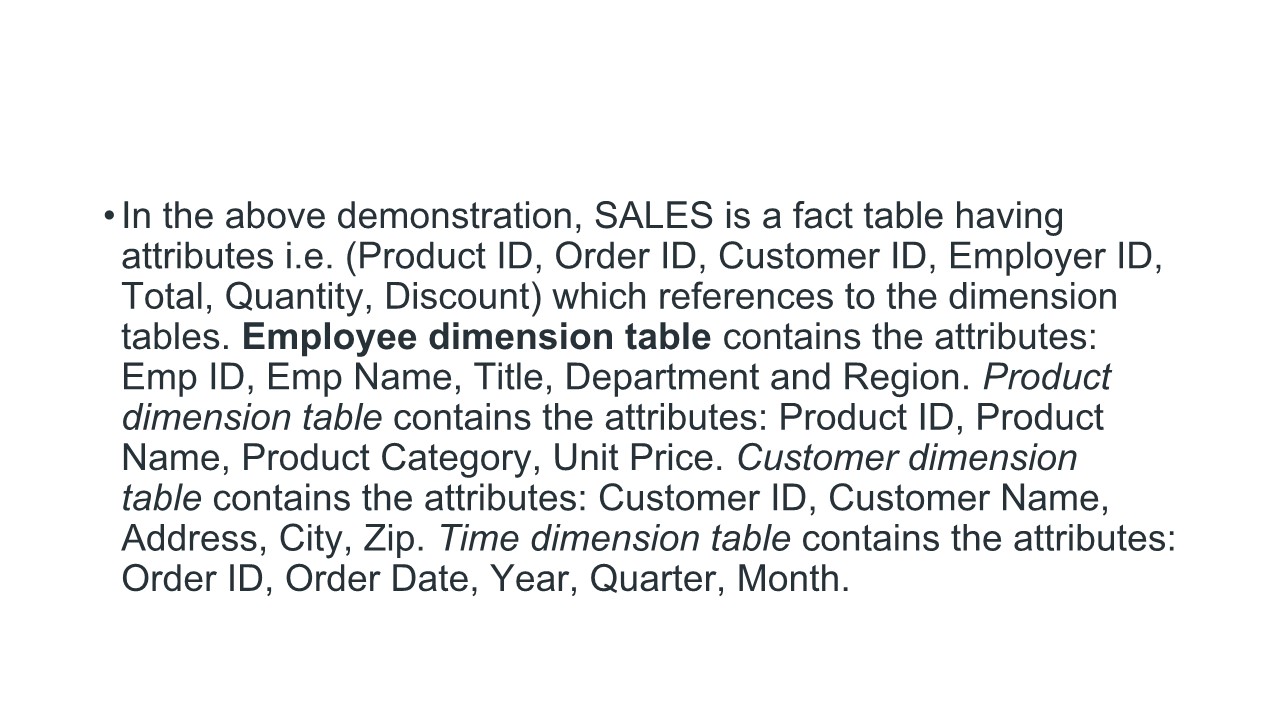 • In the above demonstration, SALES is a fact table having
attributes i.e. (Product ID, Order ID, Customer ID, Employer ID,
Total, Quantity, Discount) which references to the dimension
tables. Employee dimension table contains the attributes:
Emp ID, Emp Name, Title, Department and Region. Product
dimension table contains the attributes: Product ID, Product
Name, Product Category, Unit Price. Customer dimension
table contains the attributes: Customer ID, Customer Name,
Address, City, Zip. Time dimension table contains the attributes:
Order ID, Order Date, Year, Quarter, Month.